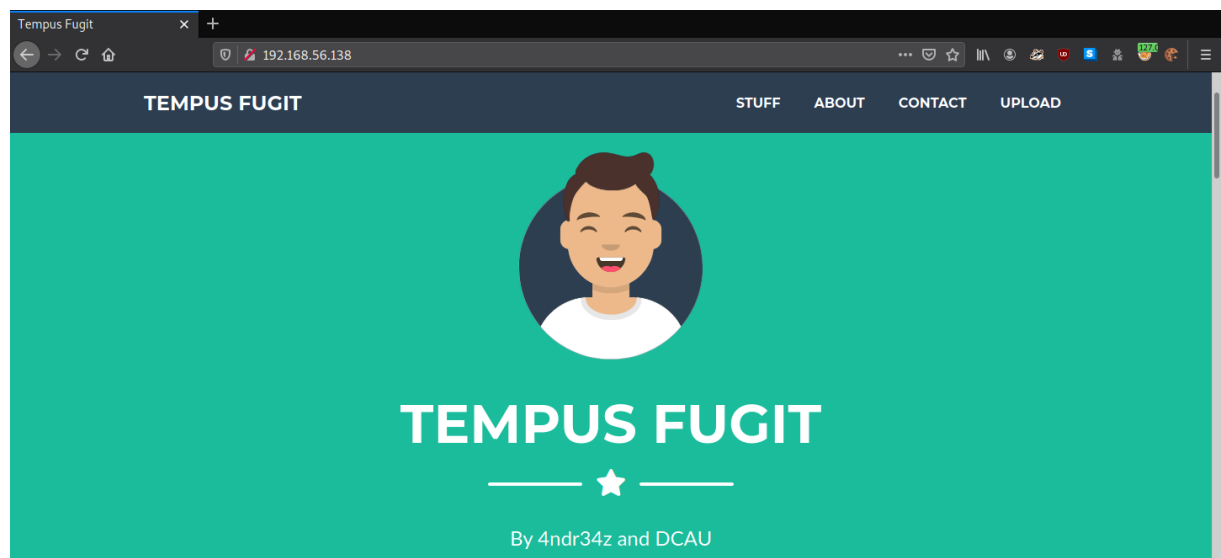 Tempus Fugit
192.168.56.138
TEMPUS FUGIT STUFF ABOUT CONTACT UPLOAD
TEMPUS FUGIT
By 4ndr34z and DCAU